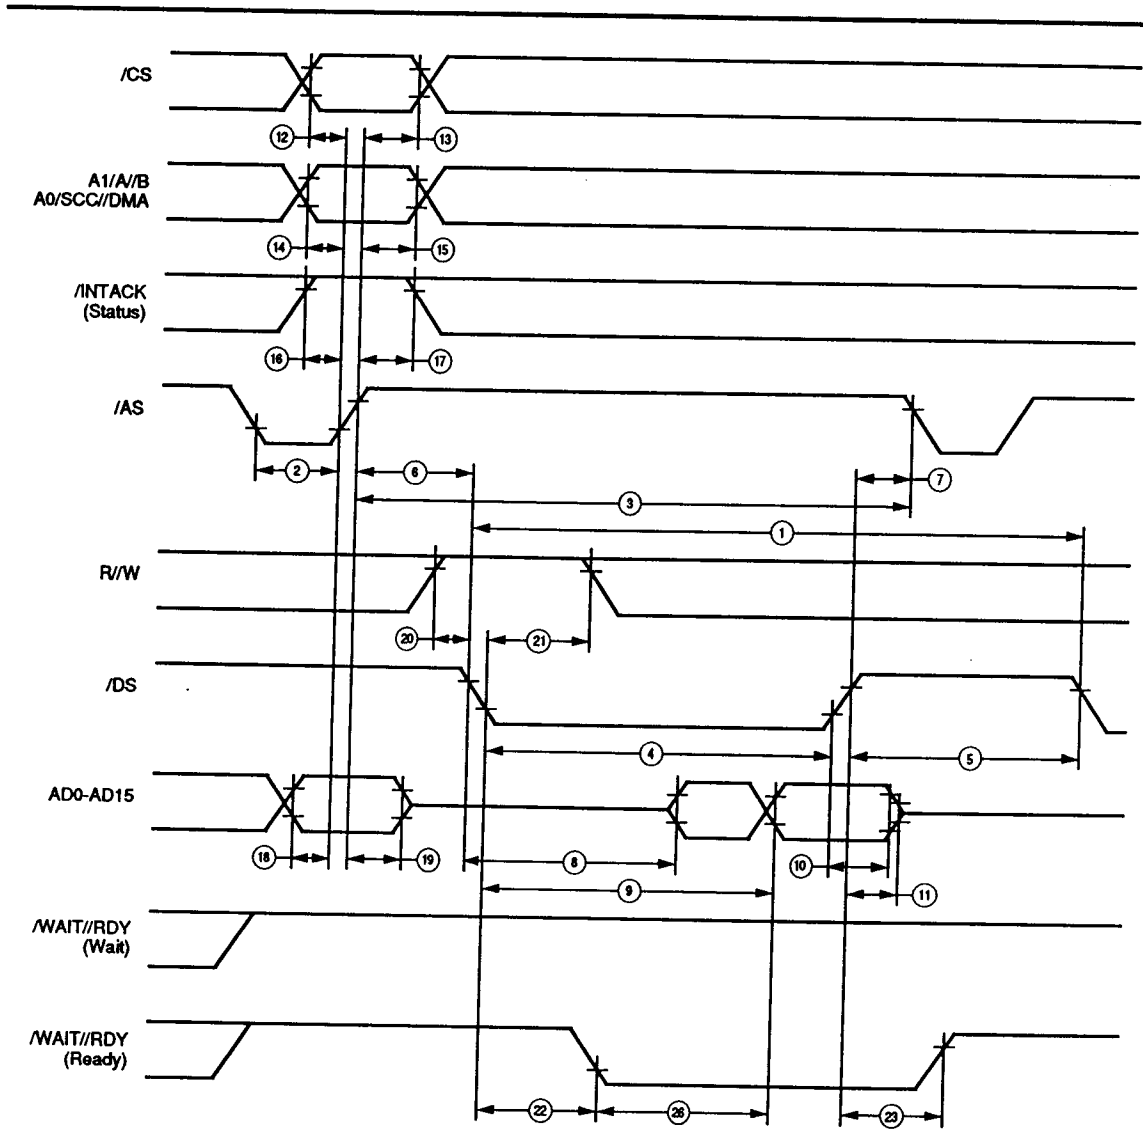 /CS
12
13
A1/A//B
A0/SCC//DMA
14
15
/INTACK
(Status)
16
17
/AS
2
6
7
3
1
R//W
20
21
/DS
4
5
AD0-AD15
18
19
8
10
9
11
/WAIT//RDY
(Wait)
/WAIT//RDY
(Ready)
22
26
23